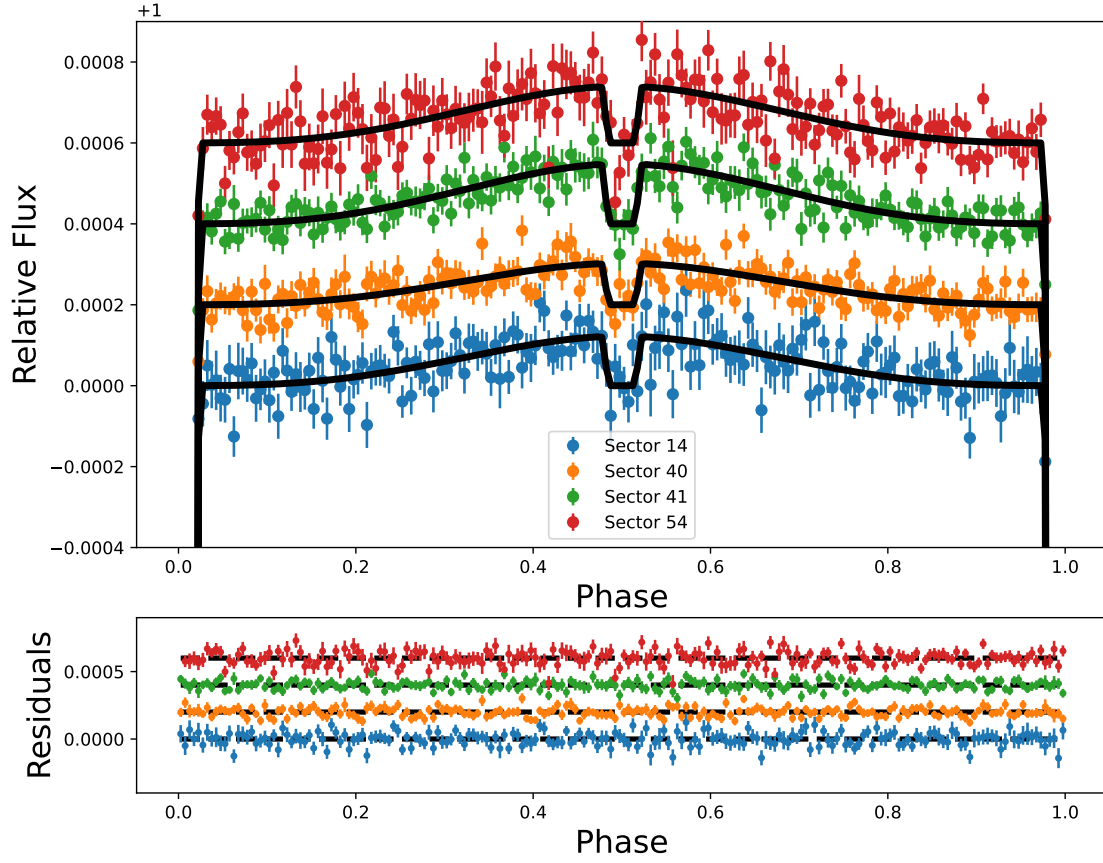 +1
0.0008
0.0006
0.0004
0.0002
0.0000
−0.0002
−0.0004
Relative Flux
Sector 14
Sector 40
Sector 41
Sector 54
0.0 0.2 0.4 0.6 0.8 1.0
Phase
0.0005
0.0000
Residuals
0.0 0.2 0.4 0.6 0.8 1.0
Phase